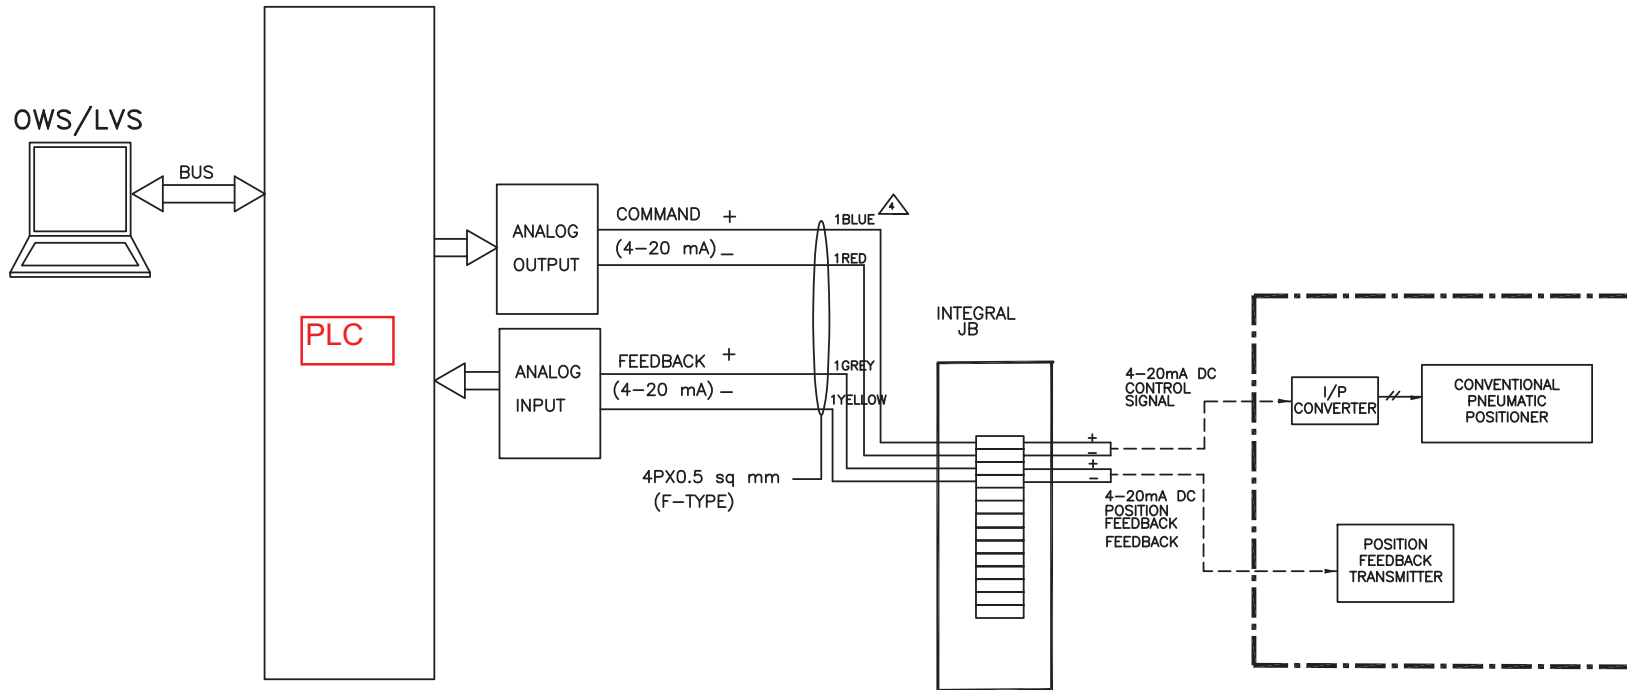 OWS/LVS
BUS
PLC
ANALOG
OUTPUT
COMMAND +
(4-20 mA) -
1BLUE
4
1RED
ANALOG
INPUT
FEEDBACK +
(4-20 mA) -
1GREY
1YELLOW
4PX0.5 sq mm
(F-TYPE)
INTEGRAL
JB
+
-
+
-
4-20mA DC
CONTROL
SIGNAL
4-20mA DC
POSITION
FEEDBACK
FEEDBACK
I/P
CONVERTER
CONVENTIONAL
PNEUMATIC
POSITIONER
POSITION
FEEDBACK
TRANSMITTER